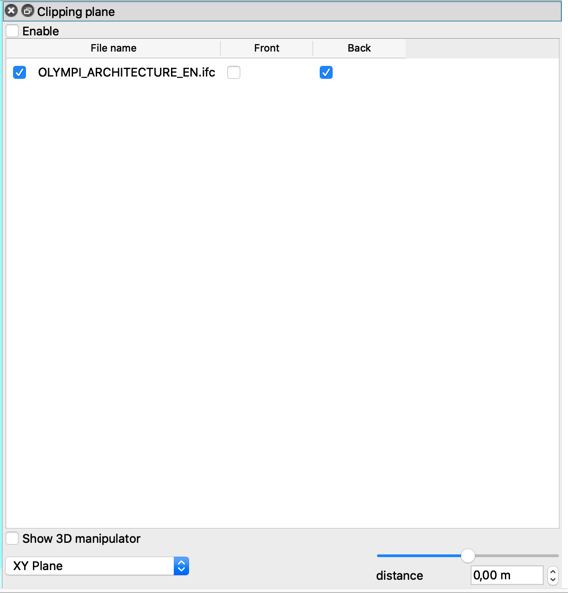 Clipping plane
Enable
File name Front Back
OLYMPI_ARCHITECTURE_EN.ifc
Show 3D manipulator
XY Plane
distance 0,00 m